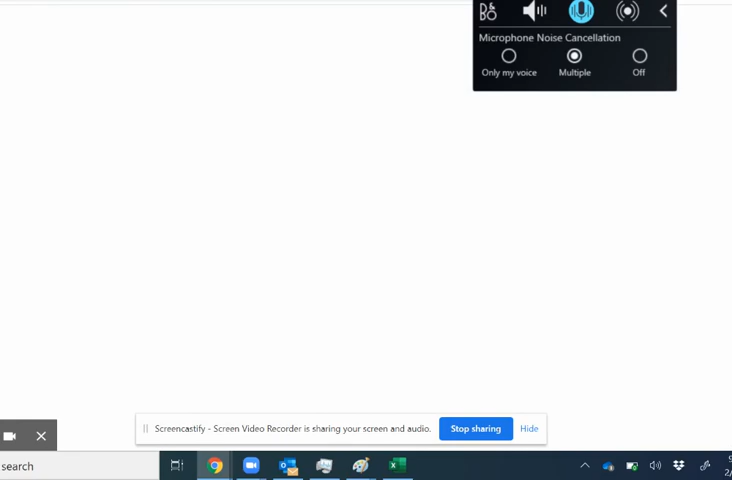 B&O
Microphone Noise Cancellation
Only my voice
Multiple
Off
Screencastify - Screen Video Recorder is sharing your screen and audio.
Stop sharing
Hide
search